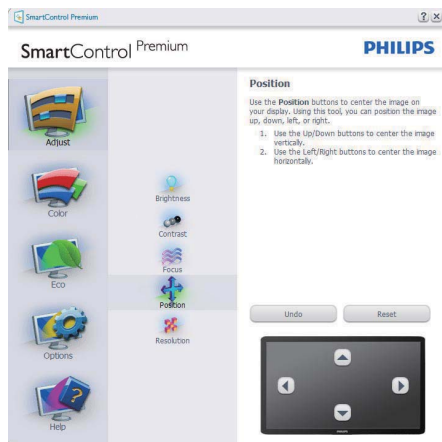 SmartControl Premium
SmartControl Premium
PHILIPS
Adjust
Color
Eco
Options
Help
Brightness
Contrast
Focus
Position
Resolution
Position
Use the Position buttons to center the image on
your display. Using this tool, you can position the image
up, down, left, or right.
1. Use the Up/Down buttons to center the image
vertically.
2. Use the Left/Right buttons to center the image
horizontally.
Undo
Reset
PHILIPS